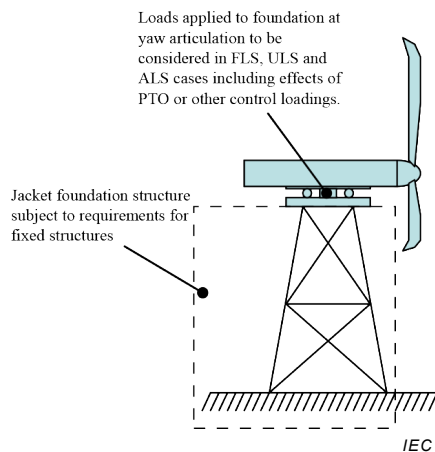 Loads applied to foundation at
yaw articulation to be
considered in FLS, ULS and
ALS cases including effects of
PTO or other control loadings.
Jacket foundation structure
subject to requirements for
fixed structures
IEC